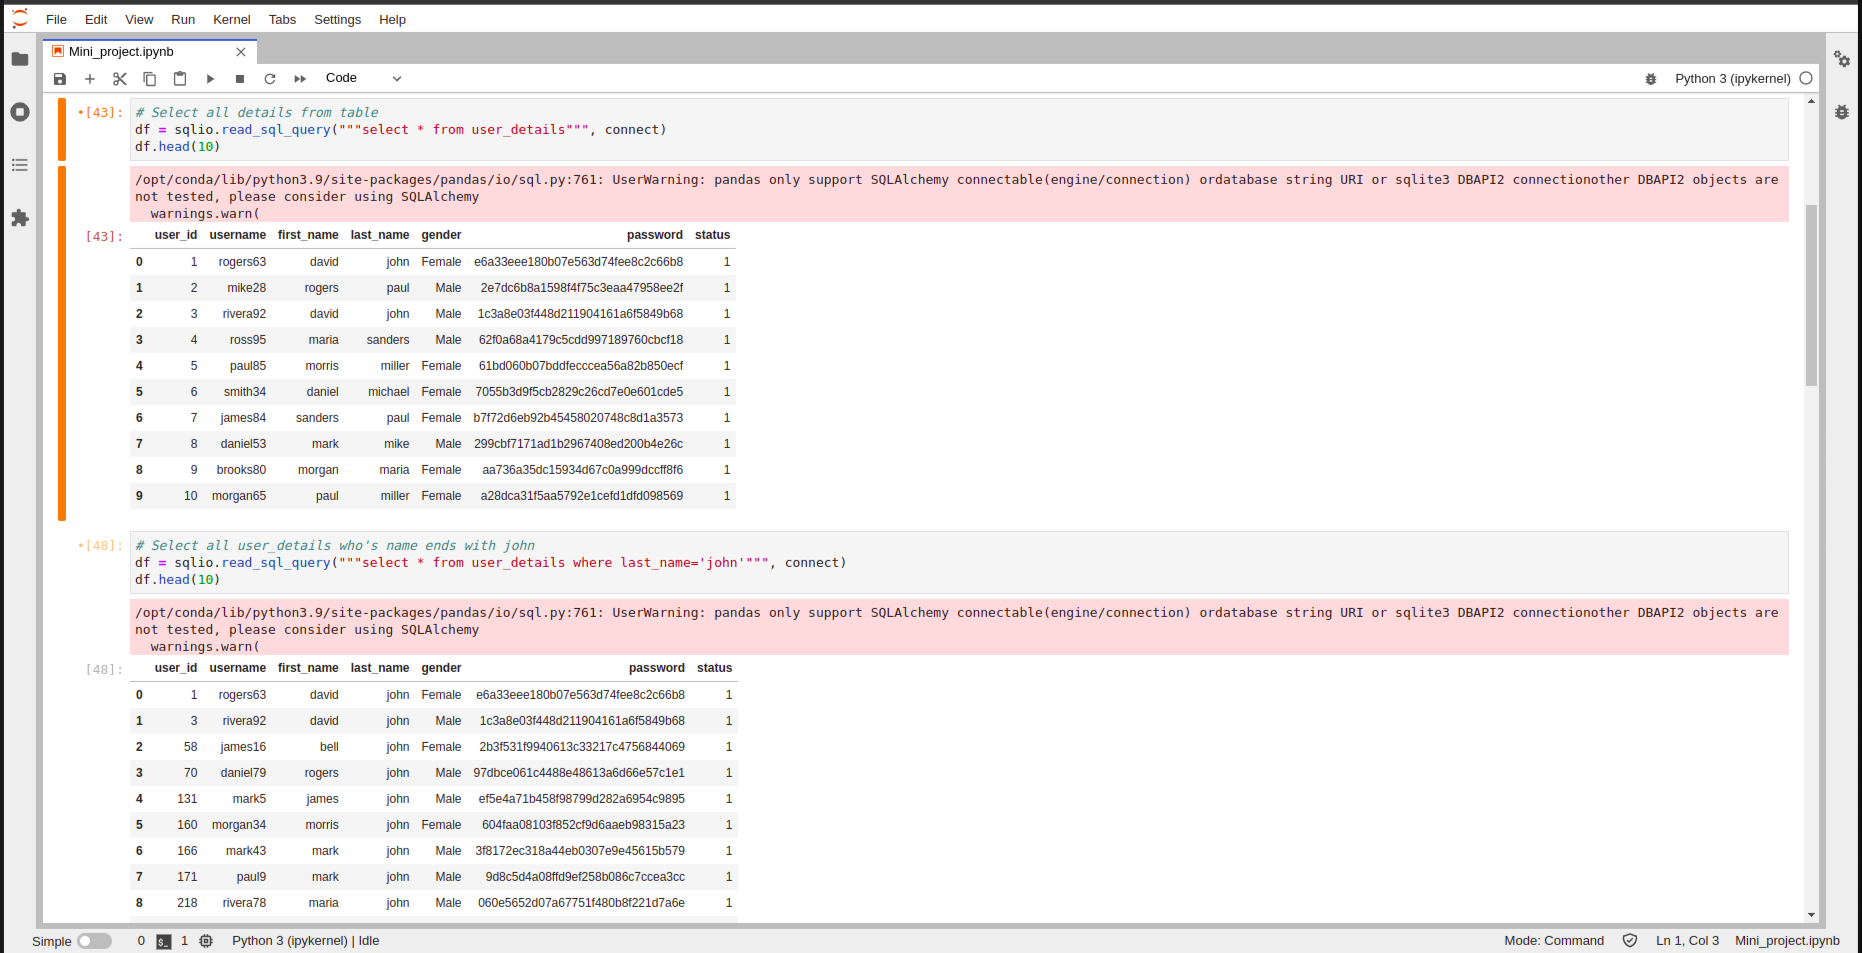 File Edit View Run Kernel Tabs Settings Help
Mini_project.ipynb
Code
Python 3 (ipykernel)
[43]:
# Select all details from table
df = sqlio.read_sql_query("""select * from user_details""", connect)
df.head(10)
/opt/conda/lib/python3.9/site-packages/pandas/io/sql.py:761: UserWarning: pandas only support SQLAlchemy connectable(engine/connection) ordatabase string URI or sqlite3 DBAPI2 connectionother DBAPI2 objects are
not tested, please consider using SQLAlchemy
warnings.warn(
[43]:
user_id username first_name last_name gender password status
0 1 rogers63 david john Female e6a33eee180b07e563d74fee8c2c66b8 1
1 2 mike28 rogers paul Male 2e7dc6b8a1598f4f75c3eaa47958ee2f 1
2 3 rivera92 david john Male 1c3a8e03f448d211904161a6f5849b68 1
3 4 ross95 maria sanders Male 62f0a68a4179c5cdd997189760cbcf18 1
4 5 paul85 morris miller Female 61bd060b07bddfecccea56a82b850ecf 1
5 6 smith34 daniel michael Female 7055b3d9f5cb2829c26cd7e0e601cde5 1
6 7 james84 sanders paul Female b7f72d6eb92b45458020748c8d1a3573 1
7 8 daniel53 mark mike Male 299cbf7171ad1b2967408ed200b4e26c 1
8 9 brooks80 morgan maria Female aa736a35dc15934d67c0a999dccff8f6 1
9 10 morgan65 paul miller Female a28dca31f5aa5792e1cefd1dfd098569 1
[48]:
# Select all user_details who's name ends with john
df = sqlio.read_sql_query("""select * from user_details where last_name='john'""", connect)
df.head(10)
/opt/conda/lib/python3.9/site-packages/pandas/io/sql.py:761: UserWarning: pandas only support SQLAlchemy connectable(engine/connection) ordatabase string URI or sqlite3 DBAPI2 connectionother DBAPI2 objects are
not tested, please consider using SQLAlchemy
warnings.warn(
[48]:
user_id username first_name last_name gender password status
0 1 rogers63 david john Female e6a33eee180b07e563d74fee8c2c66b8 1
1 3 rivera92 david john Male 1c3a8e03f448d211904161a6f5849b68 1
2 58 james16 bell john Female 2b3f531f9940613c33217c4756844069 1
3 70 daniel79 rogers john Male 97dbce061c4488e48613a6d66e57c1e1 1
4 131 mark5 james john Male ef5e4a71b458f98799d282a6954c9895 1
5 160 morgan34 morris john Female 604faa08103f852cf9d6aaeb98315a23 1
6 166 mark43 mark john Male 3f8172ec318a44eb0307e9e45615b579 1
7 171 paul9 mark john Male 9d8c5d4a08ffd9ef258b086c7ccea3cc 1
8 218 rivera78 maria john Male 060e5652d07a67751f480b8f221d7a6e 1
Simple 0 $_ 1 Python 3 (ipykernel) | Idle Mode: Command Ln 1, Col 3 Mini_project.ipynb